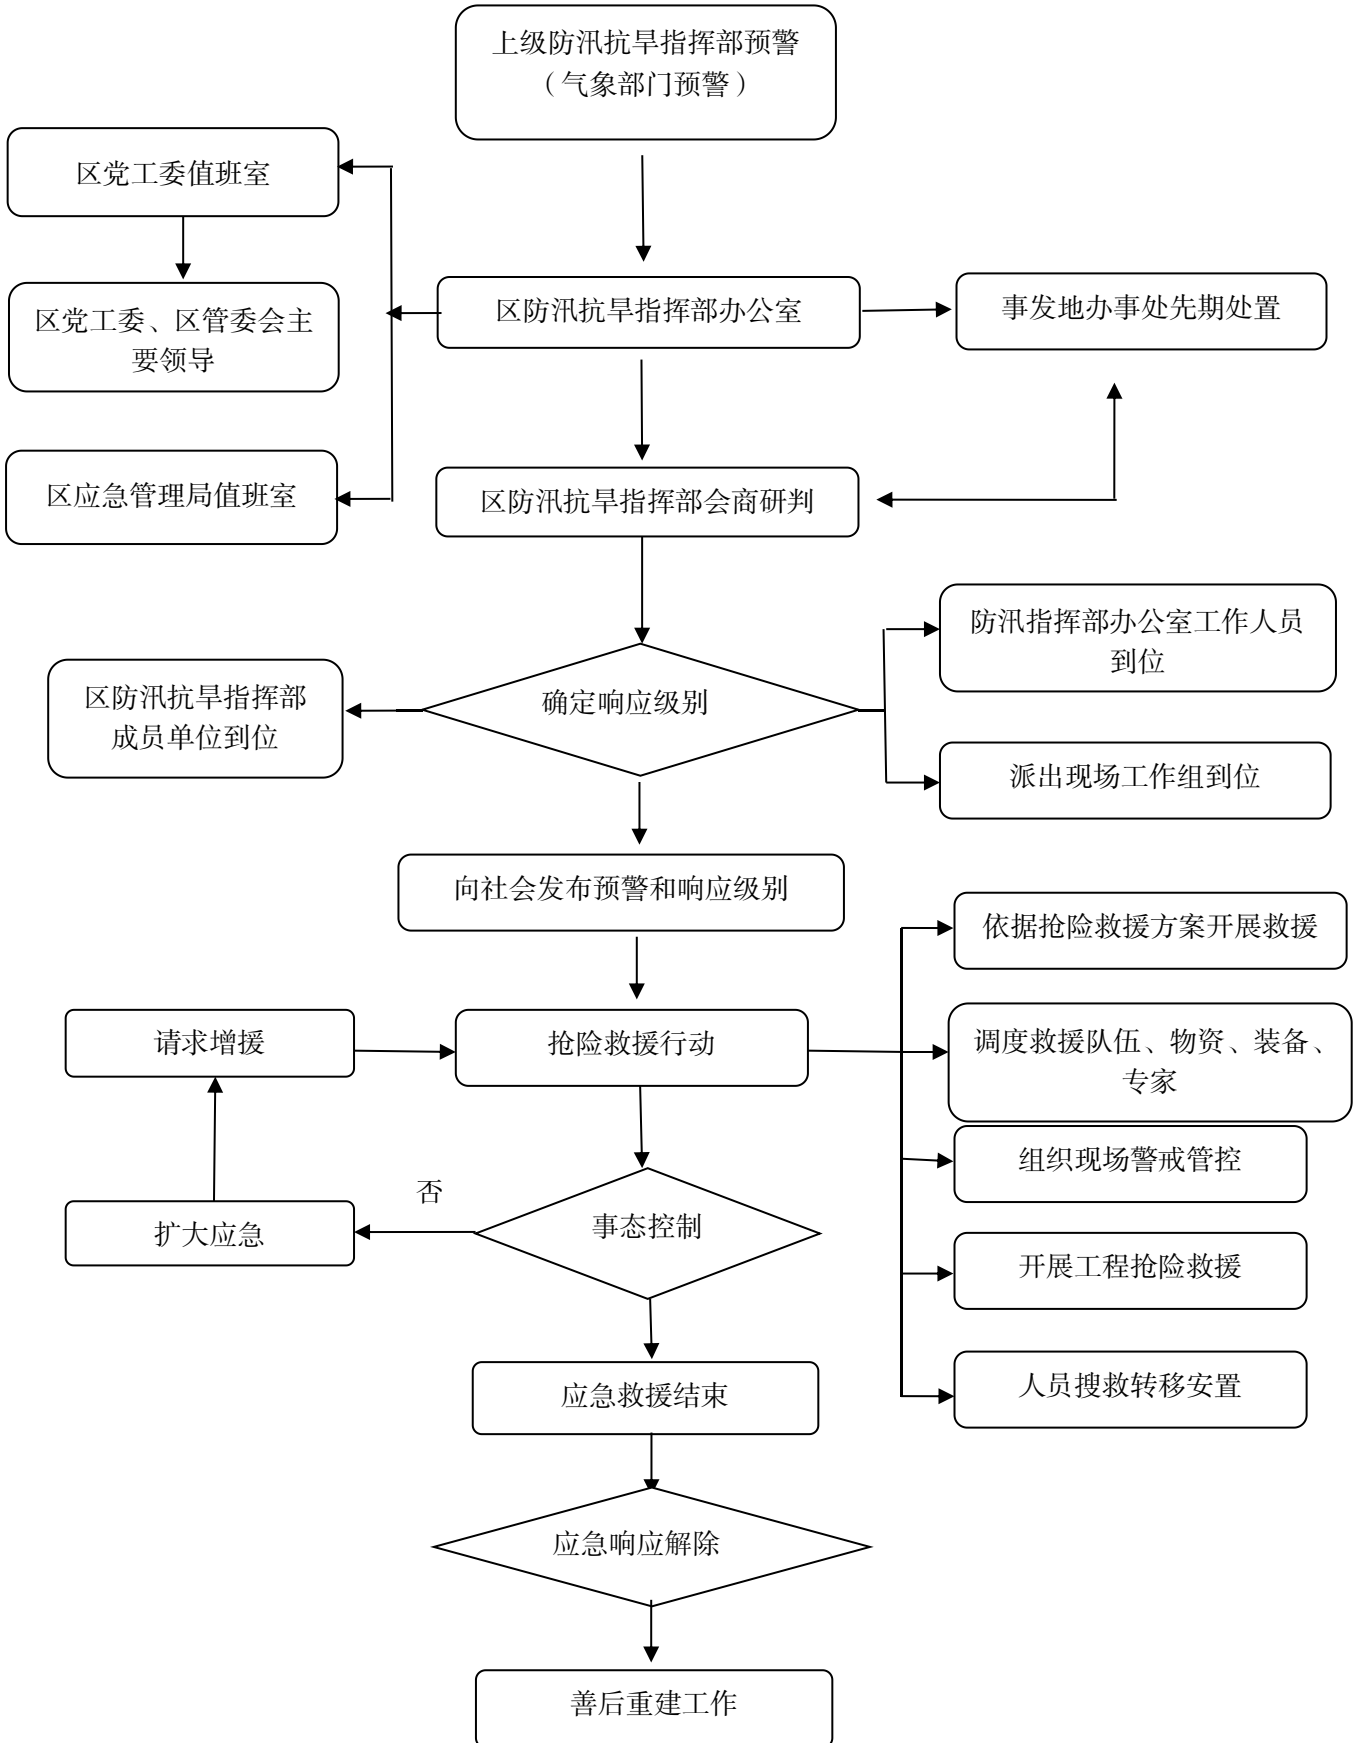 上级防汛抗旱指挥部预警
（气象部门预警）
区党工委值班室
区党工委、区管委会主
要领导
区防汛抗旱指挥部办公室
事发地办事处先期处置
区应急管理局值班室
区防汛抗旱指挥部会商研判
防汛指挥部办公室工作人员
到位
区防汛抗旱指挥部
成员单位到位
确定响应级别
派出现场工作组到位
向社会发布预警和响应级别
依据抢险救援方案开展救援
请求增援
抢险救援行动
调度救援队伍、物资、装备、
专家
组织现场警戒管控
否
扩大应急
事态控制
开展工程抢险救援
应急救援结束
人员搜救转移安置
应急响应解除
善后重建工作